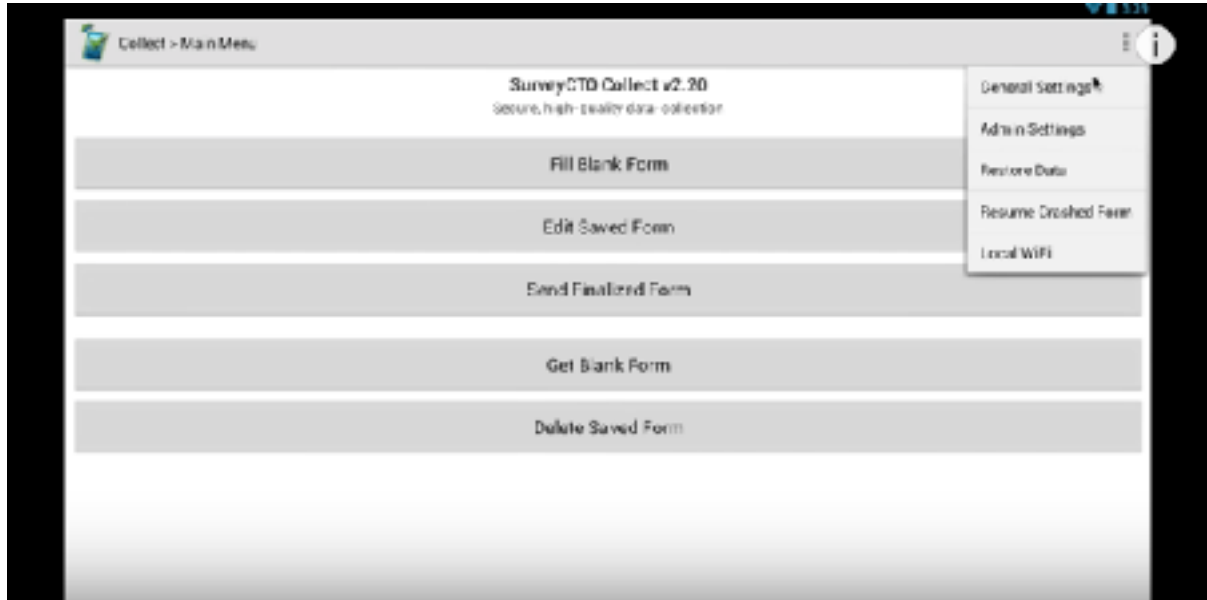 5:39
Collect > Main Menu
i
SurveyCTO Collect v2.20
Secure, high-quality data collection
General Settings
Admin Settings
Restore Data
Resume Crashed Form
Local WiFi
Fill Blank Form
Edit Saved Form
Send Finalized Form
Get Blank Form
Delete Saved Form